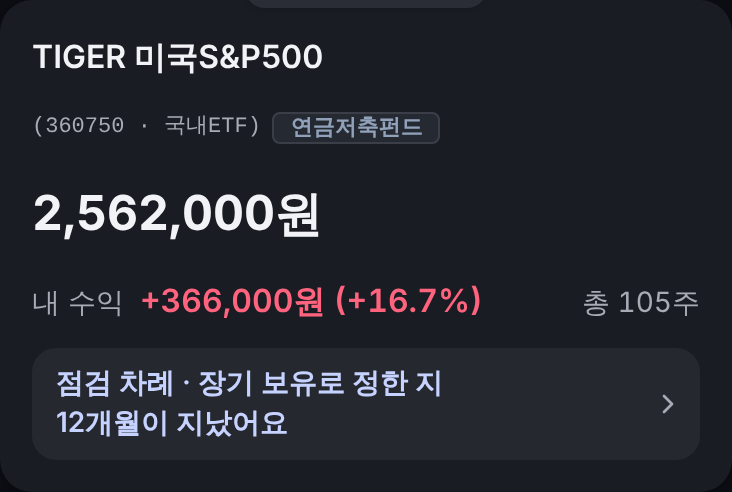 TIGER 미국S&P500
(360750 · 국내ETF) 연금저축펀드
2,562,000원
내 수익 +366,000원 (+16.7%) 총 105주
점검 차례 · 장기 보유로 정한 지
12개월이 지났어요